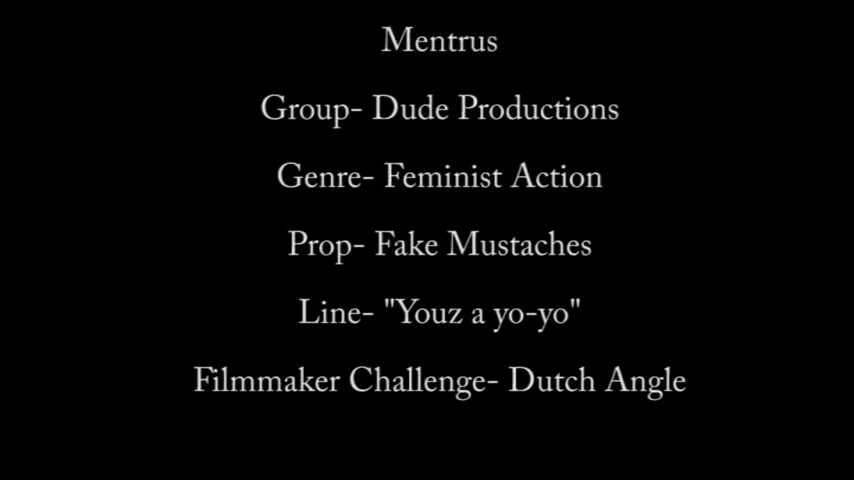 Mentrus
Group- Dude Productions
Genre- Feminist Action
Prop- Fake Mustaches
Line- "Youz a yo-yo"
Filmmaker Challenge- Dutch Angle